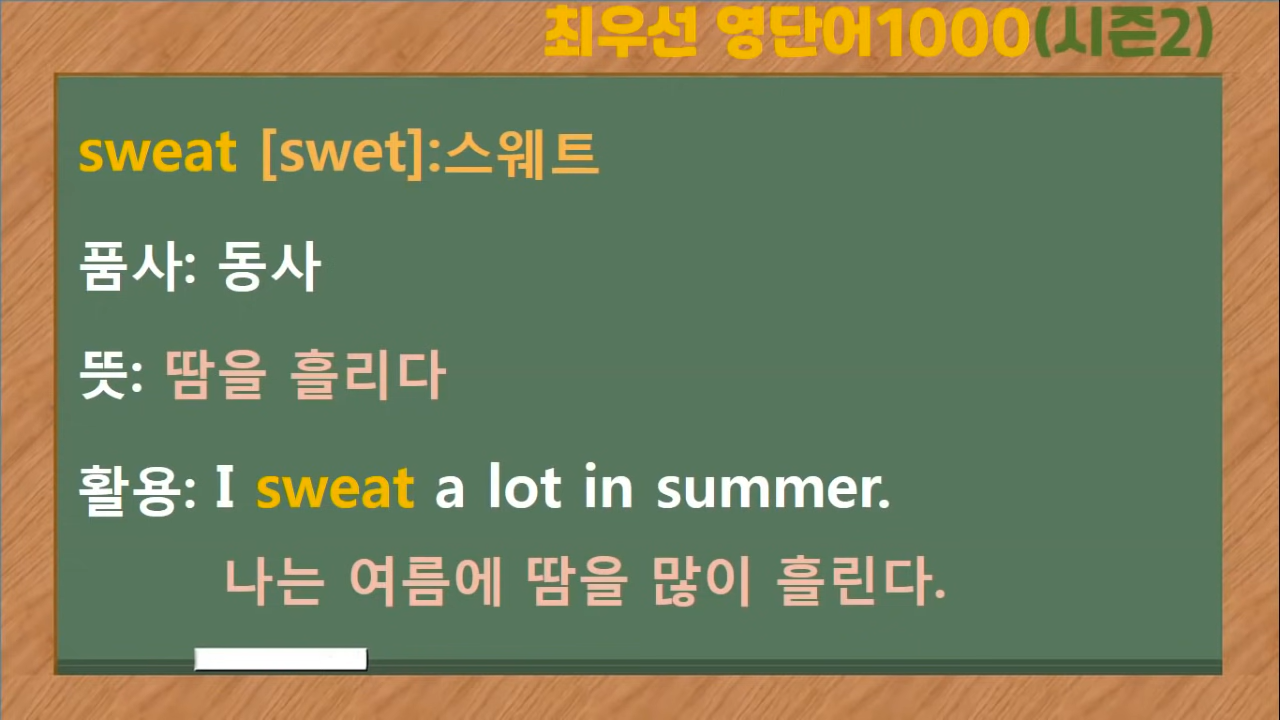 최우선 영단어1000(시즌2)
sweat [swet]:스웨트
품사: 동사
뜻: 땀을 흘리다
활용: I sweat a lot in summer.
나는 여름에 땀을 많이 흘린다.